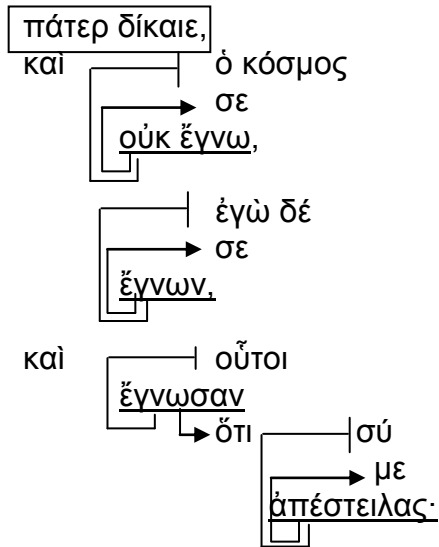 πάτερ δίκαιε,
καὶ ὁ κόσμος
σε
οὐκ ἔγνω,
ἐγὼ δέ
σε
ἔγνων,
καὶ οὗτοι
ἔγνωσαν
ὅτι σύ
με
ἀπέστειλας·